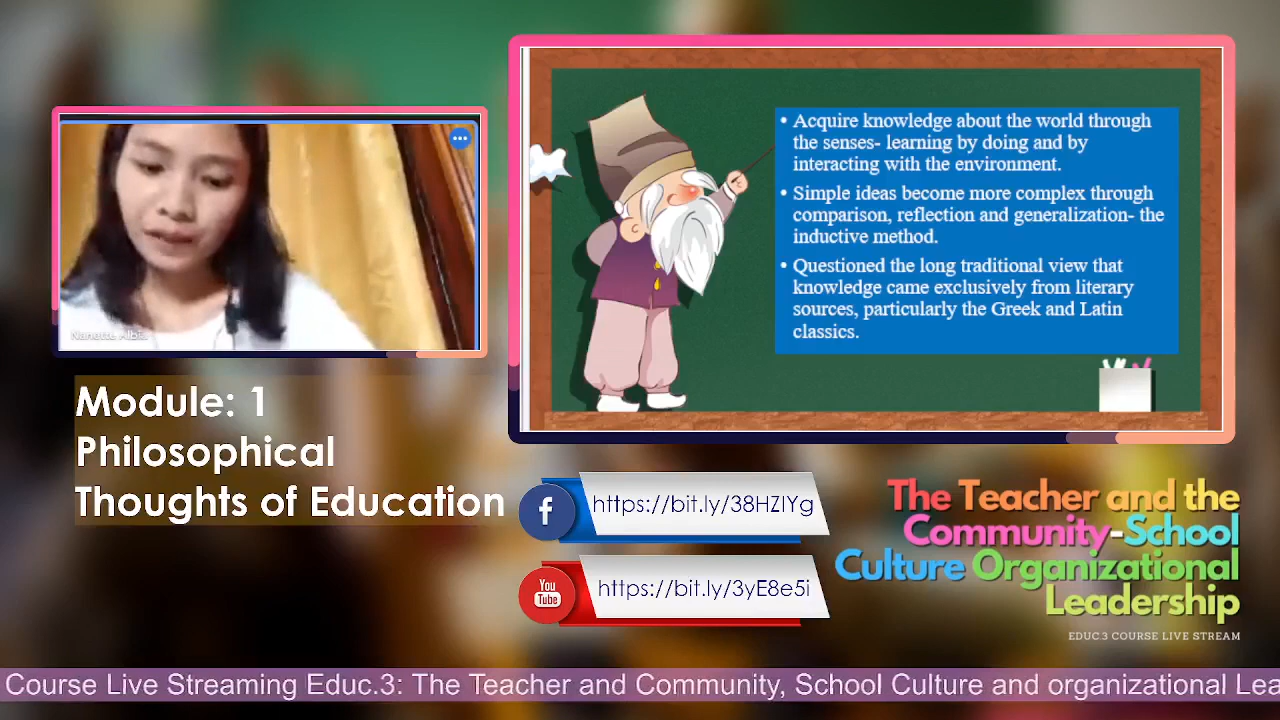 • Acquire knowledge about the world through
the senses- learning by doing and by
interacting with the environment.
• Simple ideas become more complex through
comparison, reflection and generalization- the
inductive method.
• Questioned the long traditional view that
knowledge came exclusively from literary
sources, particularly the Greek and Latin
classics.
Module: 1
Philosophical
Thoughts of Education
https://bit.ly/38HZIYg
You
Tube
https://bit.ly/3yE8e5i
The Teacher and the
Community-School
Culture Organizational
Leadership
EDUC.3 COURSE LIVE STREAM
Course Live Streaming Educ.3: The Teacher and Community, School Culture and organizational Lea